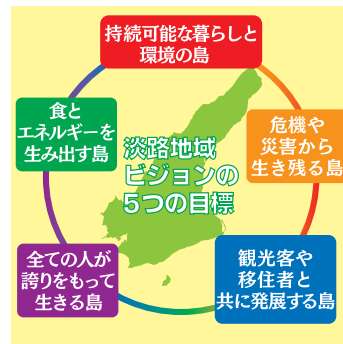 持続可能な暮らしと
環境の島
食と
エネルギーを
生み出す島
淡路地域
ビジョンの
5つの目標
危機や
災害から
生き残る島
全ての人が
誇りをもって
生きる島
観光客や
移住者と
共に発展する島